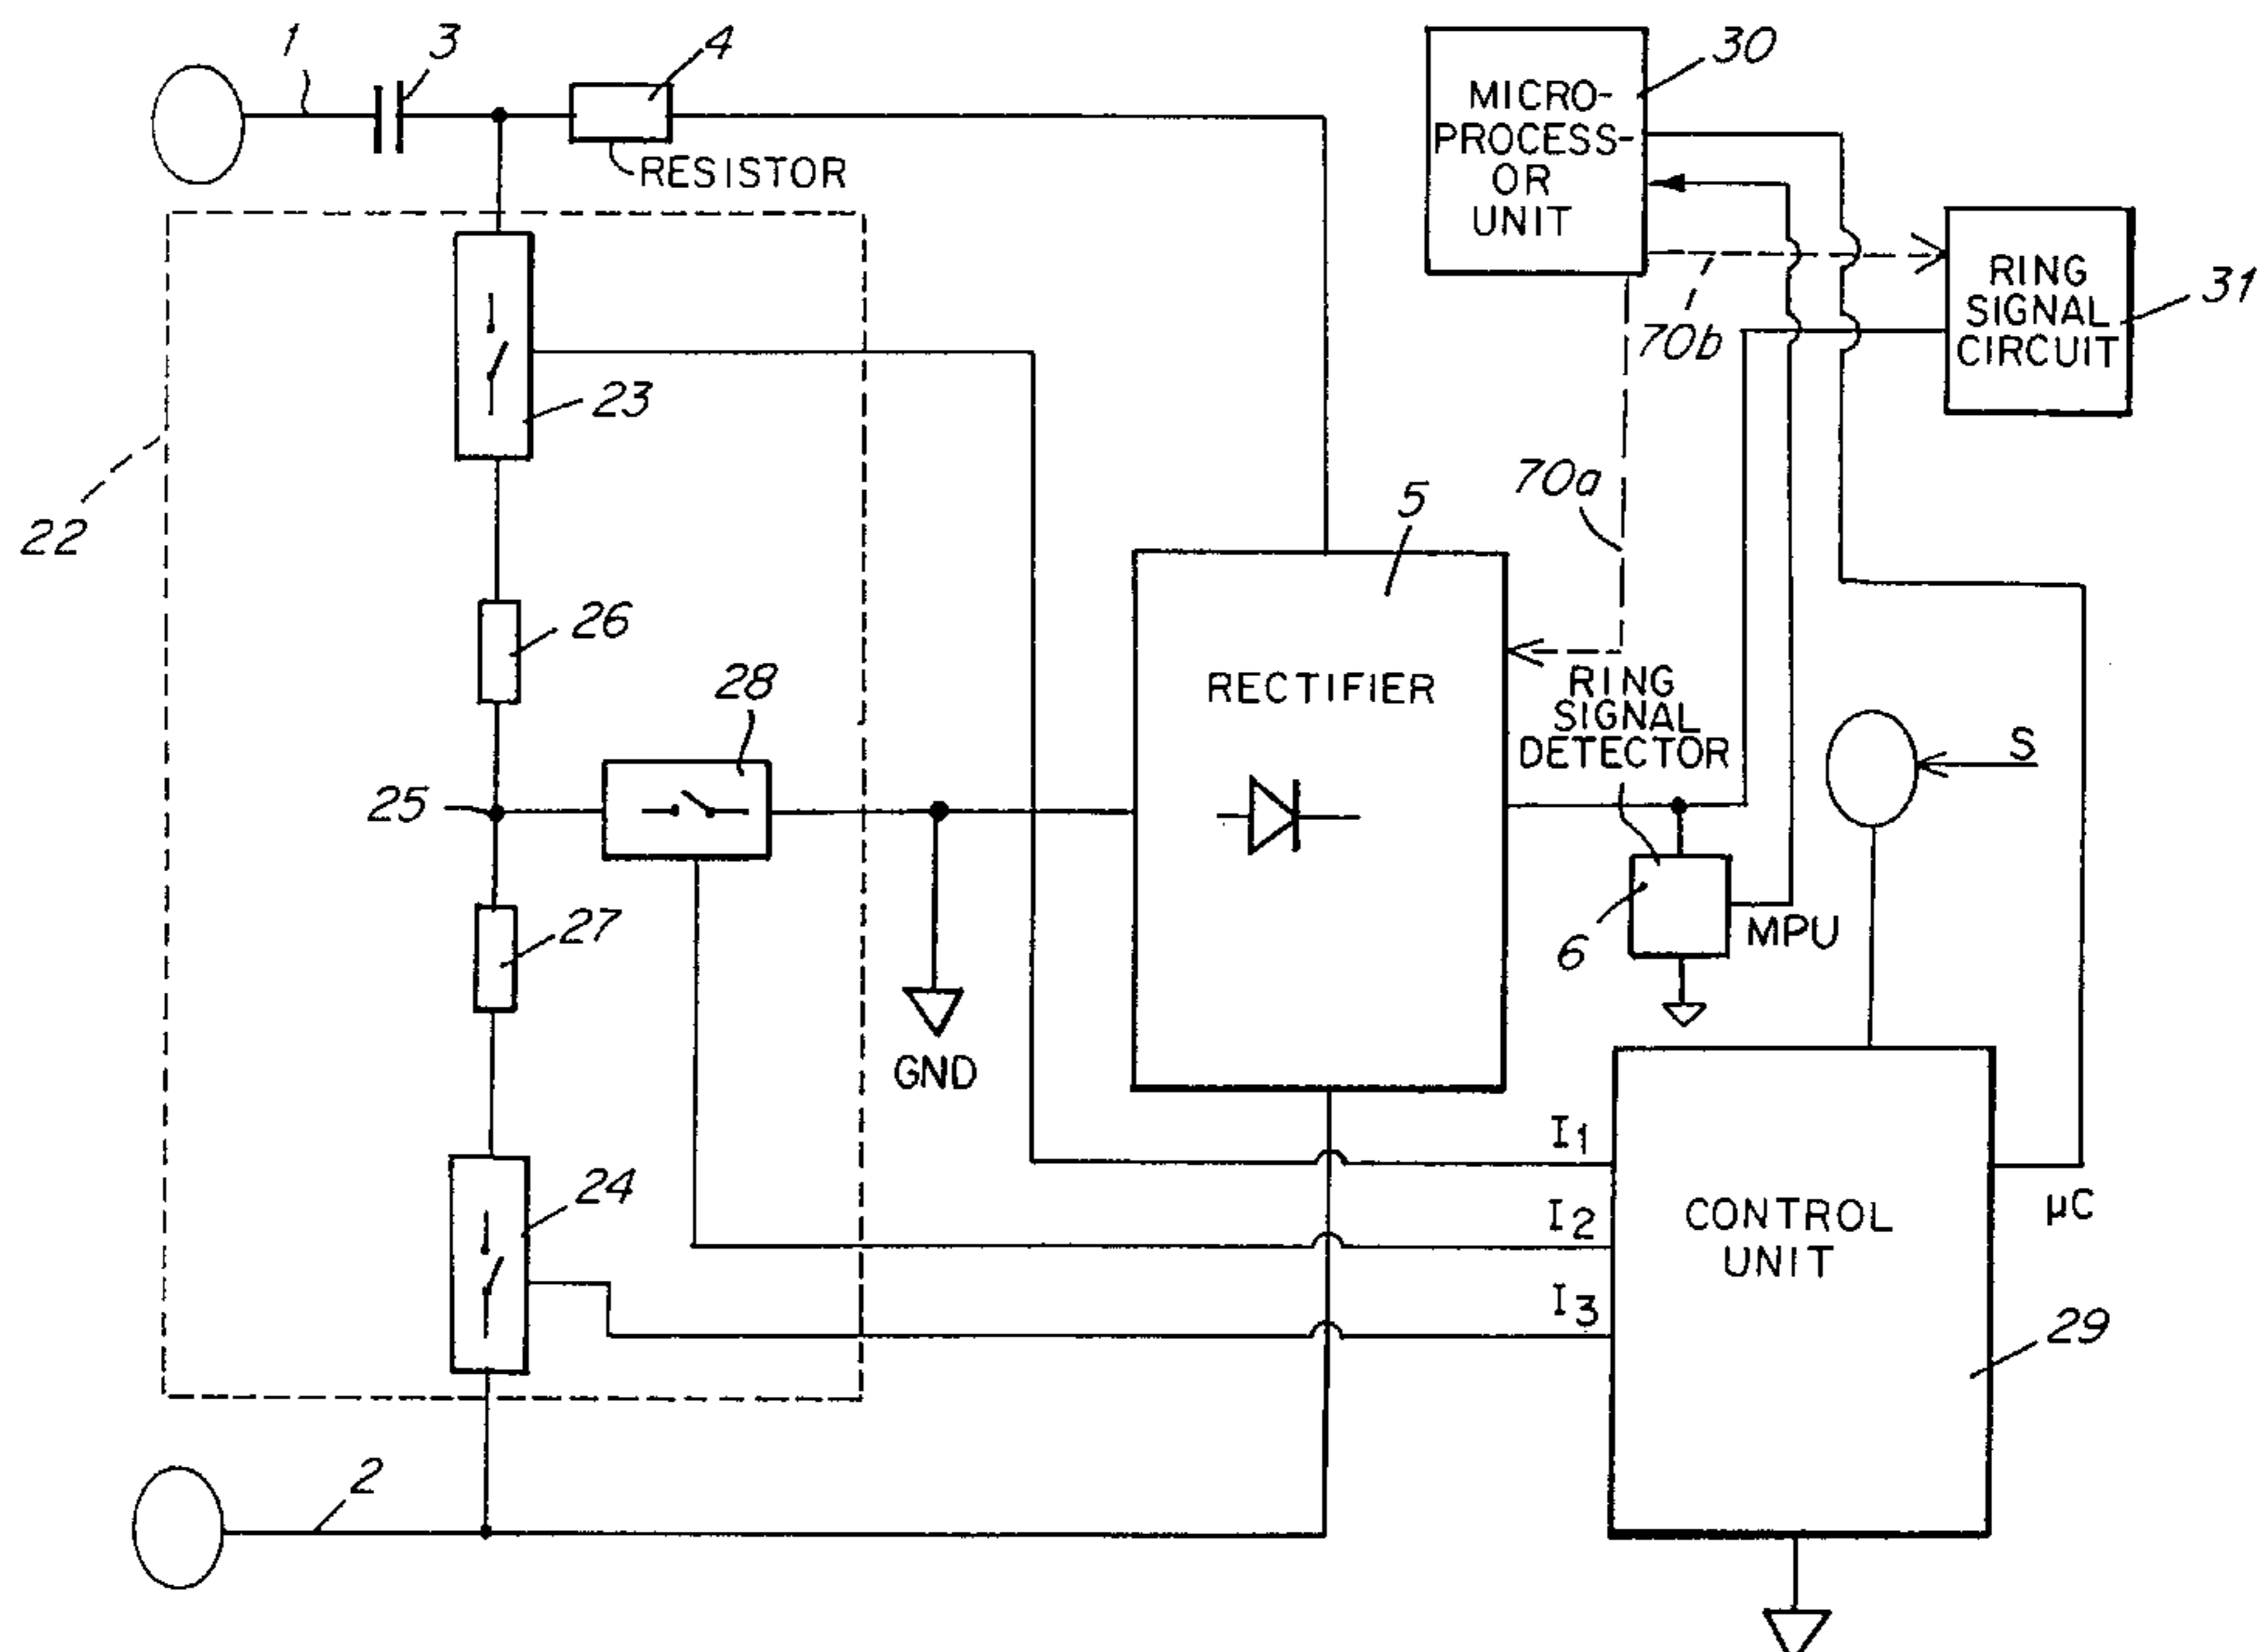 1
3
4
RESISTOR
30
MICRO-
PROCESS-
OR
UNIT
RING
SIGNAL
CIRCUIT
31
70b
70a
22
23
5
26
RECTIFIER
RING
SIGNAL
DETECTOR
28
25
S
27
6
MPU
GND
I1
I2
I3
24
CONTROL
UNIT
µC
29
2